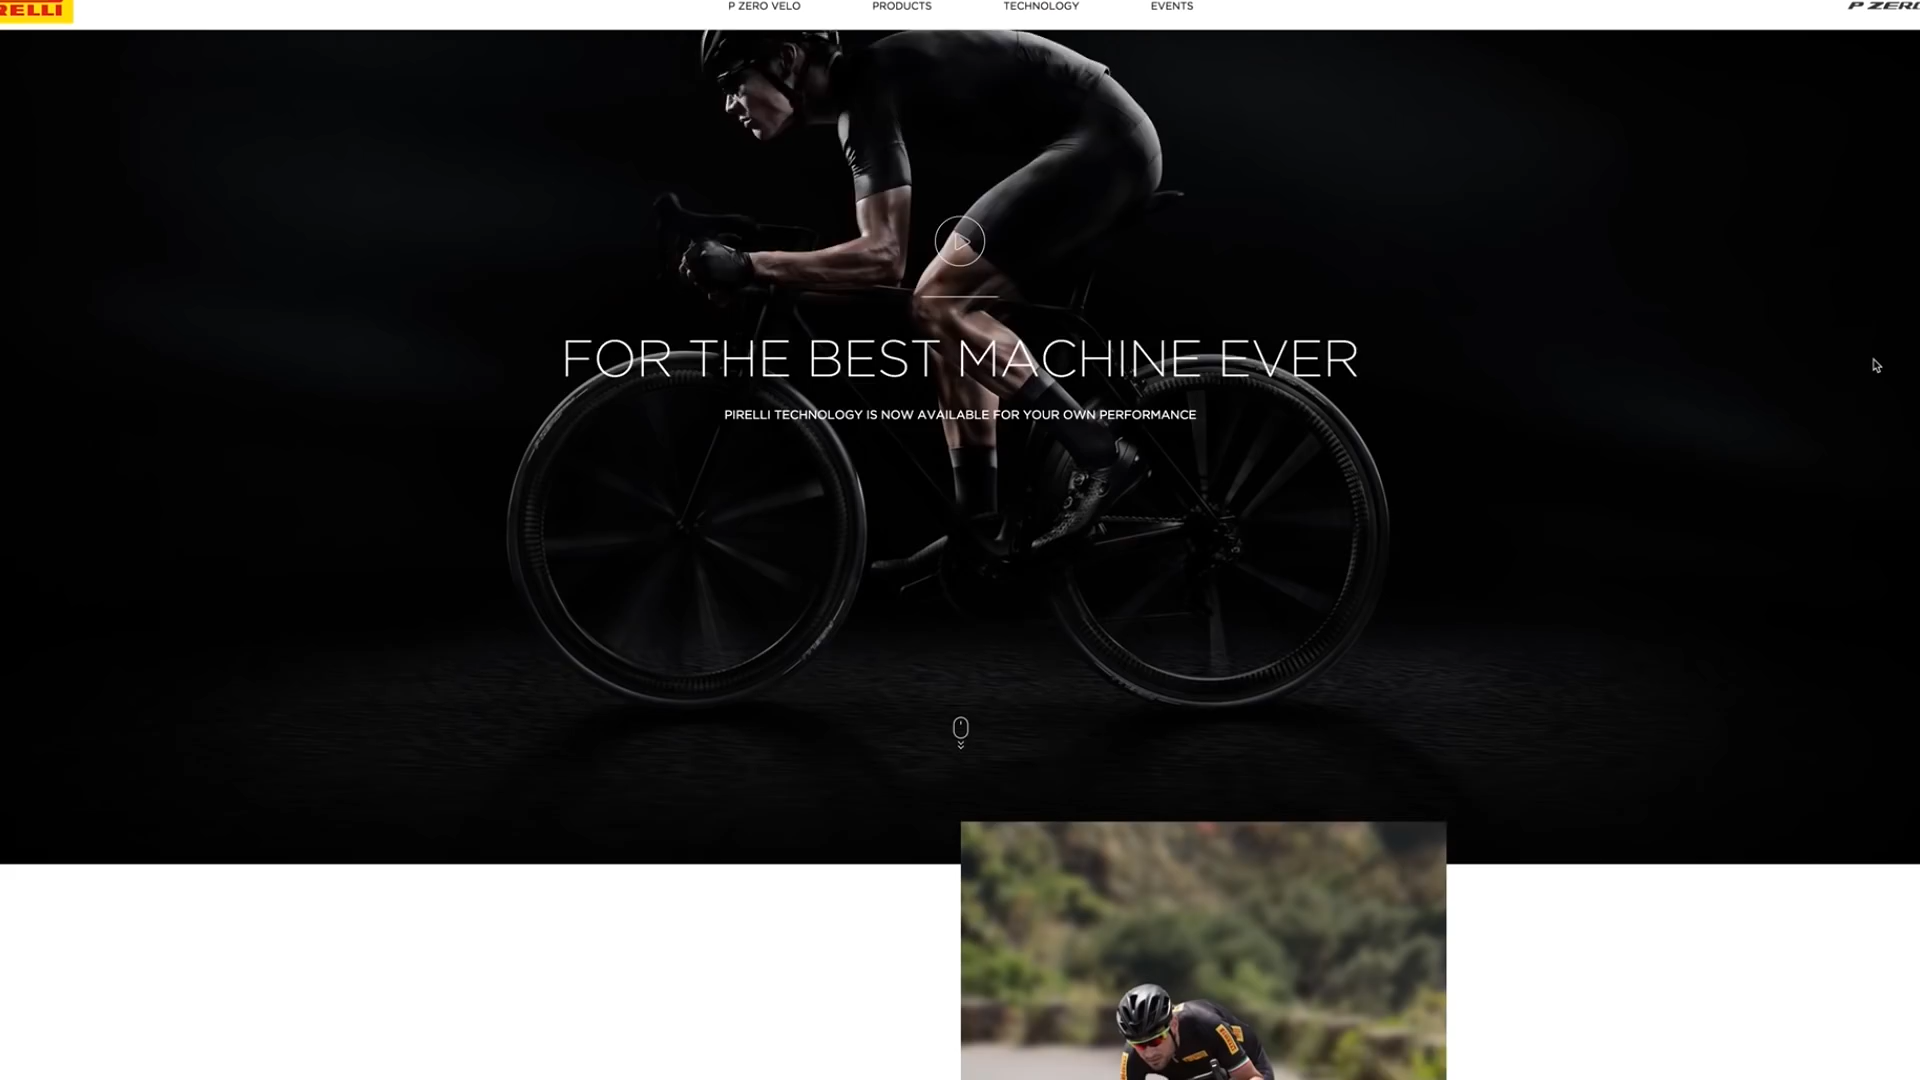 RELLI
P ZERO VELO
PRODUCTS
TECHNOLOGY
EVENTS
P ZERO
FOR THE BEST MACHINE EVER
PIRELLI TECHNOLOGY IS NOW AVAILABLE FOR YOUR OWN PERFORMANCE